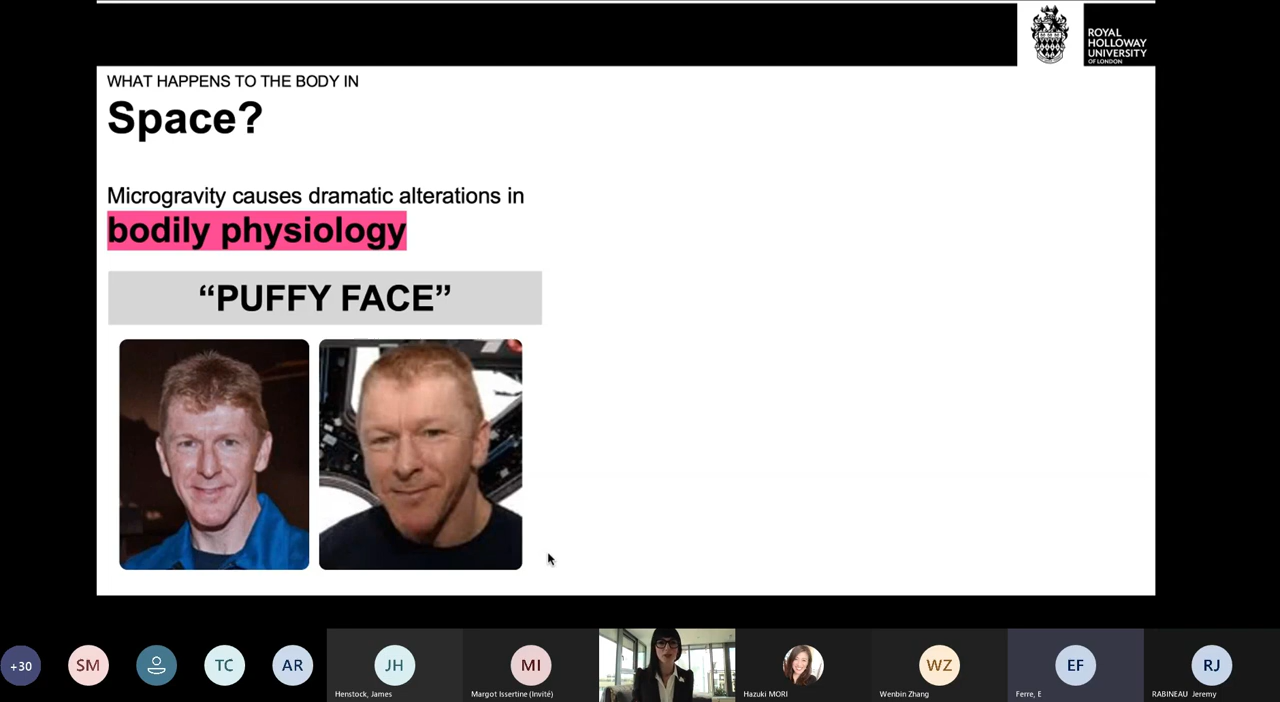 ROYAL
HOLLOWAY
UNIVERSITY
OF LONDON
WHAT HAPPENS TO THE BODY IN
Space?
Microgravity causes dramatic alterations in
bodily physiology
“PUFFY FACE”
+30
SM
TC
AR
JH
MI
WZ
EF
RJ
Henstock, James
Margot Issertine (Invité)
Hazuki MORI
Wenbin Zhang
Ferre, E
RABINEAU Jeremy